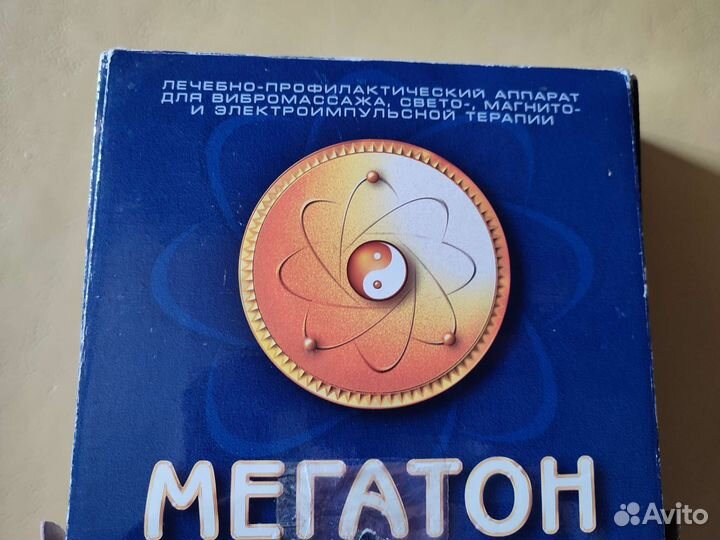 ЛЕЧЕБНО-ПРОФИЛАКТИЧЕСКИЙ АППАРАТ
ДЛЯ ВИБРОМАССАЖА, СВЕТО-, МАГНИТО-
И ЭЛЕКТРОИМПУЛЬСНОЙ ТЕРАПИИ
МЕГАТОН
Avito